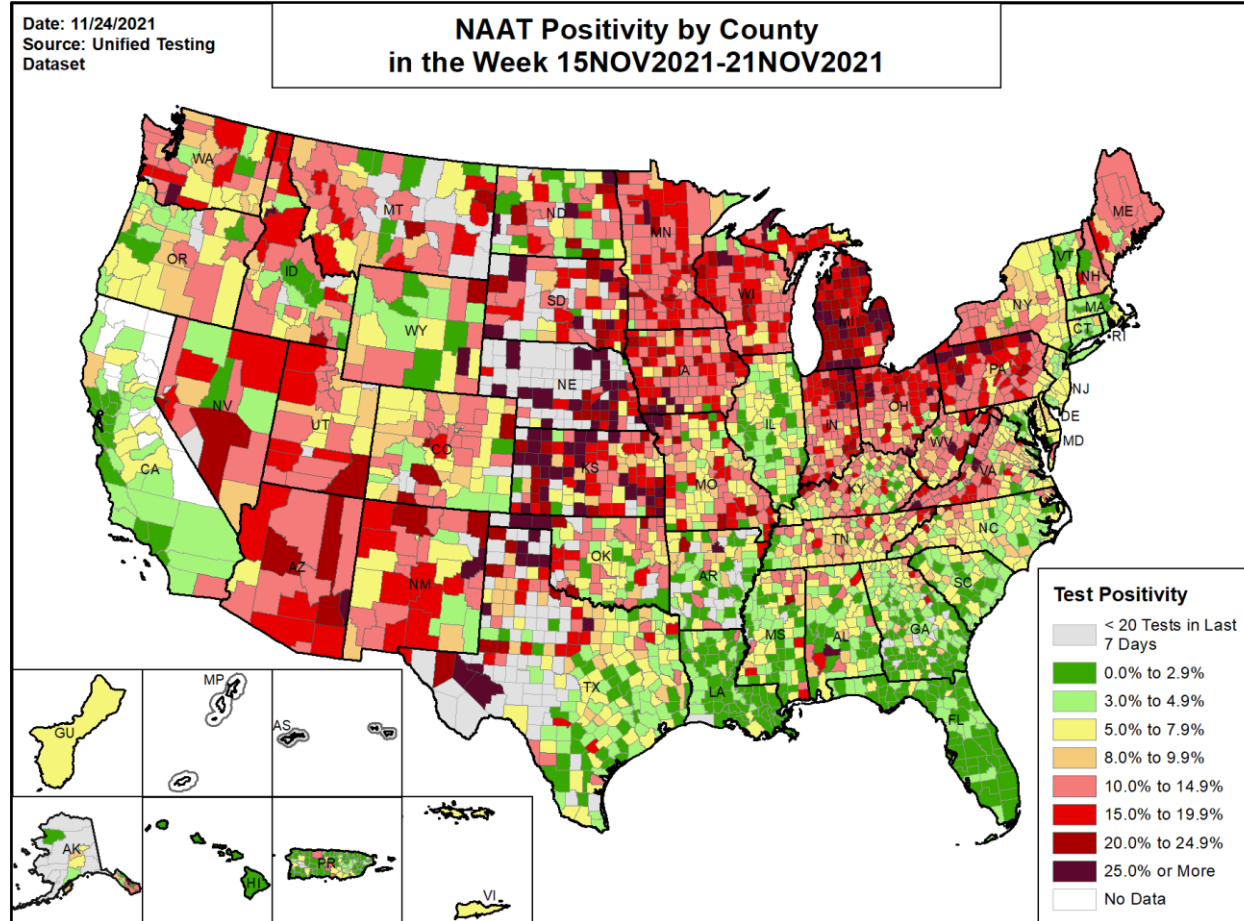 Date: 11/24/2021
Source: Unified Testing
Dataset
NAAT Positivity by County
in the Week 15NOV2021-21NOV2021
WA
MT
ND
MN
ME
OR
ID
SD
WI
MI
NY
VT
NH
MA
CT
RI
WY
NE
IA
PA
NJ
NV
UT
CO
KS
MO
IL
IN
OH
WV
VA
DE
MD
CA
KY
AZ
NM
OK
AR
TN
NC
SC
TX
LA
MS
AL
GA
FL
GU
MP
AS
AK
HI
PR
VI
Test Positivity
< 20 Tests in Last
7 Days
0.0% to 2.9%
3.0% to 4.9%
5.0% to 7.9%
8.0% to 9.9%
10.0% to 14.9%
15.0% to 19.9%
20.0% to 24.9%
25.0% or More
No Data